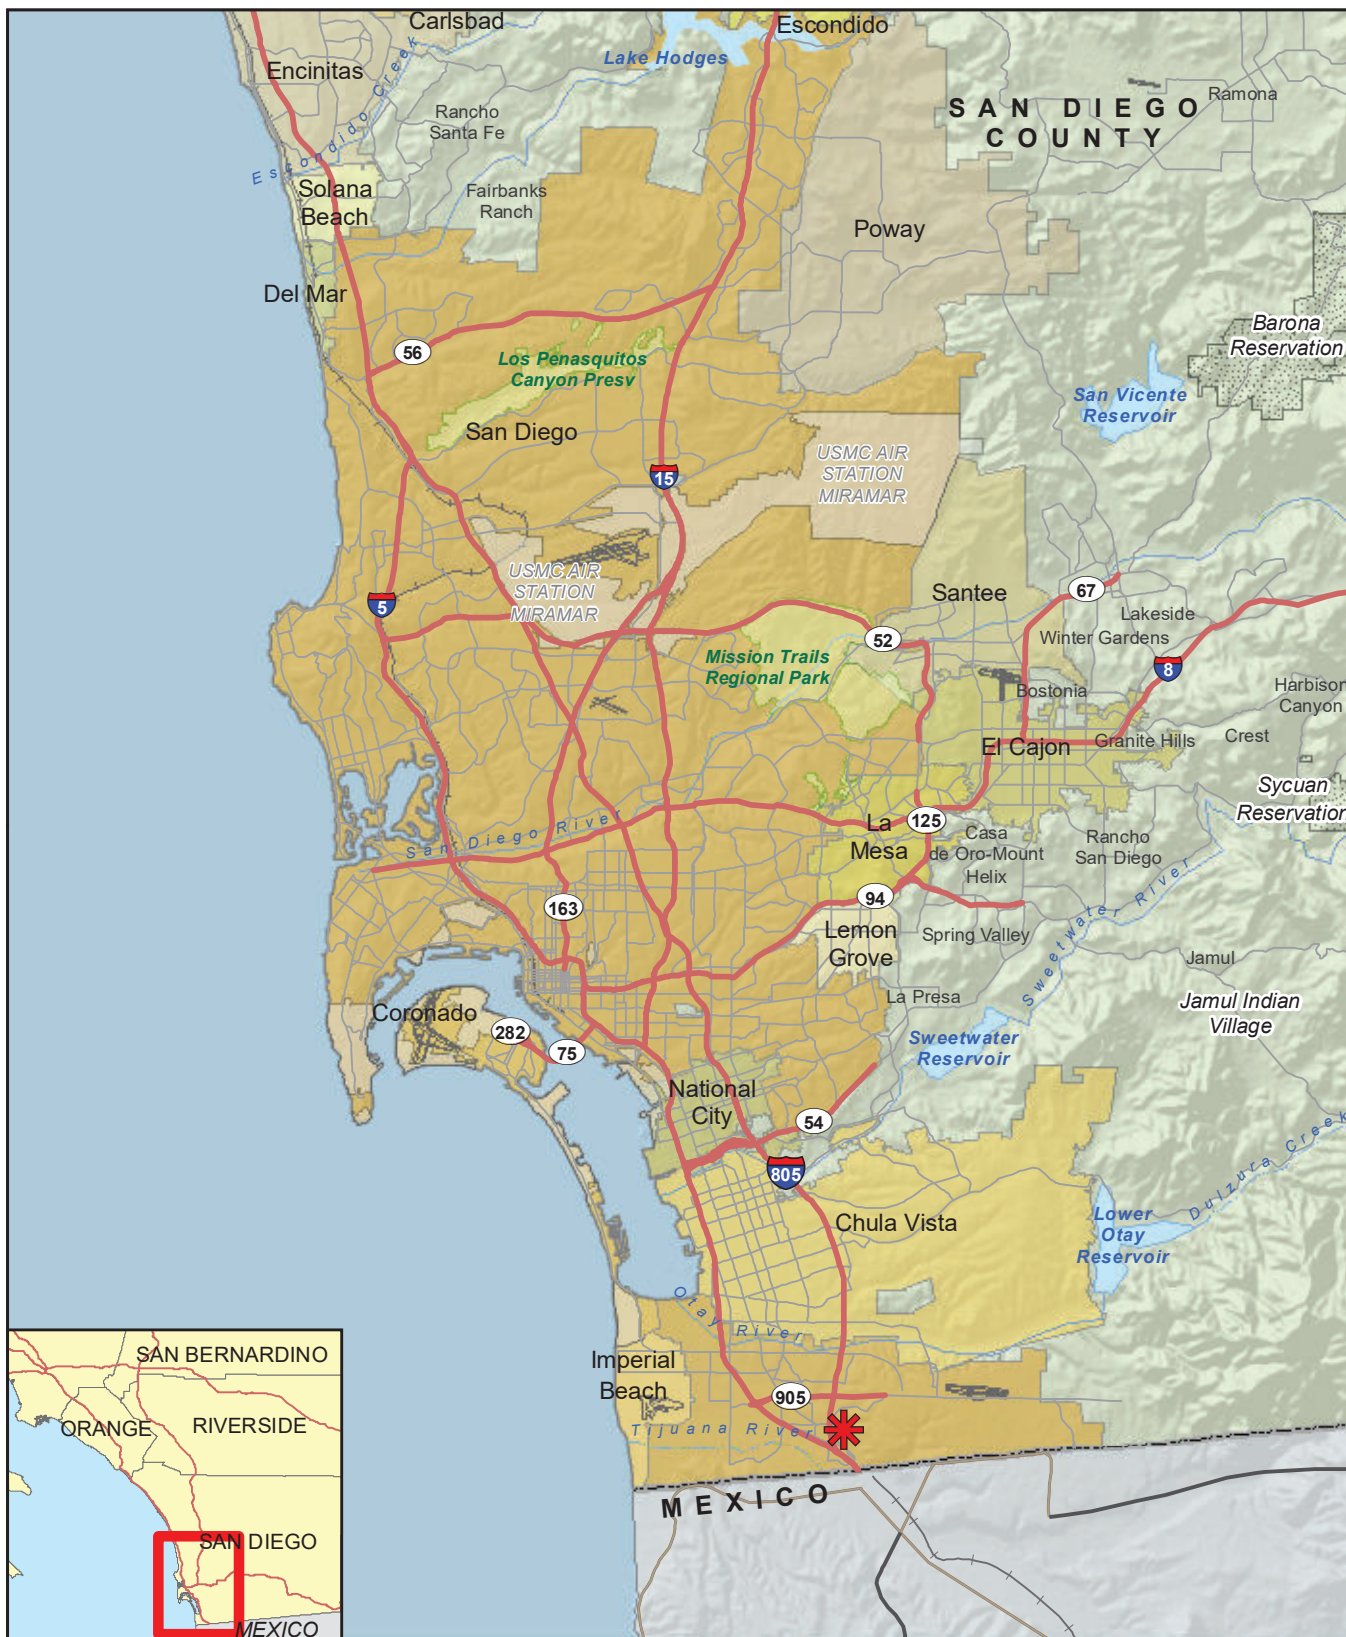 Carlsbad
Escondido
Lake Hodges
Encinitas
Escondido Creek
Rancho
Santa Fe
SAN DIEGO
COUNTY
Ramona
Solana
Beach
Fairbanks
Ranch
Poway
Del Mar
56
Los Penasquitos
Canyon Presv
Barona
Reservation
San Vicente
Reservoir
San Diego
15
USMC AIR
STATION
MIRAMAR
USMC AIR
STATION
MIRAMAR
5
Santee
67
Lakeside
Winter Gardens
52
8
Mission Trails
Regional Park
Bostonia
Harbison
Canyon
El Cajon
Granite Hills
Crest
Sycuan
Reservation
San Diego River
La
Mesa
125
Casa
de Oro-Mount
Helix
Rancho
San Diego
Sweetwater River
163
94
Lemon
Grove
Spring Valley
Jamul
La Presa
Jamul Indian
Village
Coronado
282
75
Sweetwater
Reservoir
National
City
54
805
Dulzura Creek
Chula Vista
Lower
Otay
Reservoir
Otay River
Imperial
Beach
905
Tijuana River
MEXICO
SAN BERNARDINO
ORANGE
RIVERSIDE
SAN DIEGO
MEXICO